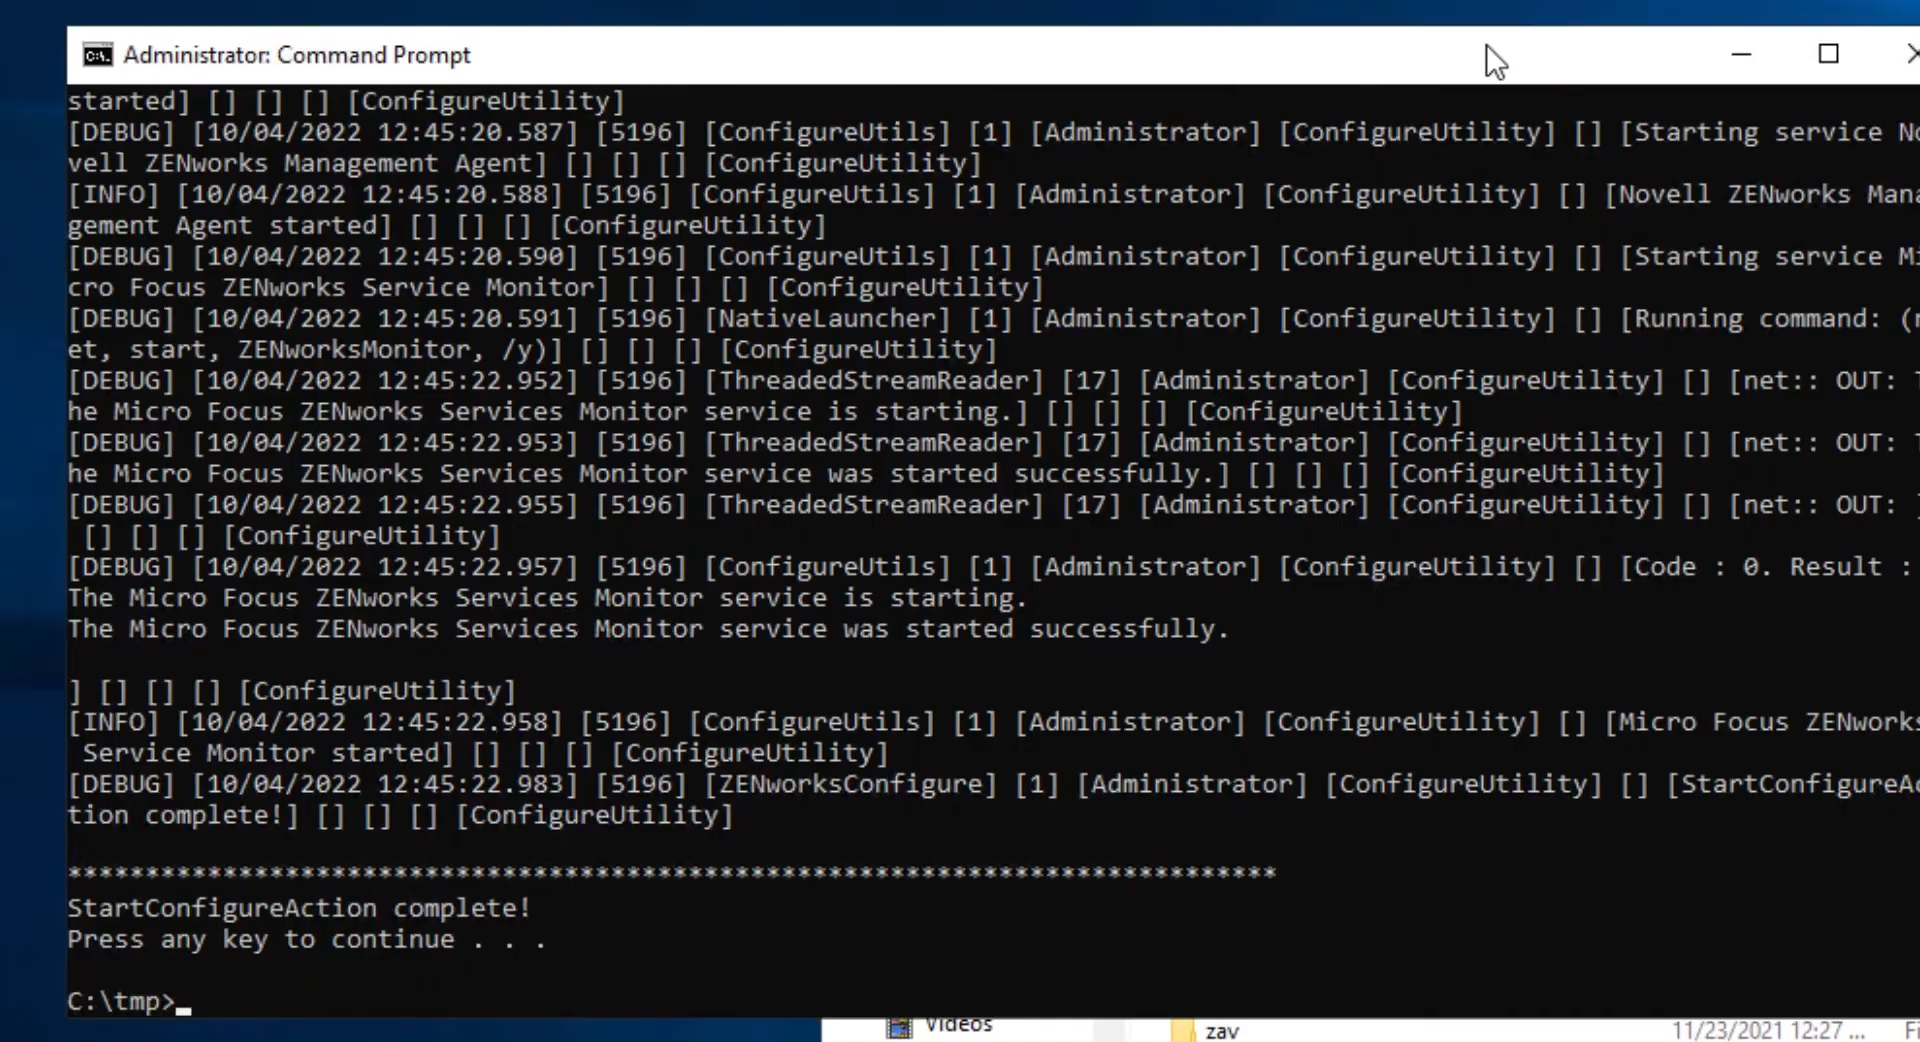 Administrator: Command Prompt
started] [] [] [] [ConfigureUtility]
[DEBUG] [10/04/2022 12:45:20.587] [5196] [ConfigureUtils] [1] [Administrator] [ConfigureUtility] [] [Starting service No
vell ZENworks Management Agent] [] [] [] [ConfigureUtility]
[INFO] [10/04/2022 12:45:20.588] [5196] [ConfigureUtils] [1] [Administrator] [ConfigureUtility] [] [Novell ZENworks Mana
gement Agent started] [] [] [] [ConfigureUtility]
[DEBUG] [10/04/2022 12:45:20.590] [5196] [ConfigureUtils] [1] [Administrator] [ConfigureUtility] [] [Starting service Mi
cro Focus ZENworks Service Monitor] [] [] [] [ConfigureUtility]
[DEBUG] [10/04/2022 12:45:20.591] [5196] [NativeLauncher] [1] [Administrator] [ConfigureUtility] [] [Running command: (n
et, start, ZENworksMonitor, /y)] [] [] [] [ConfigureUtility]
[DEBUG] [10/04/2022 12:45:22.952] [5196] [ThreadedStreamReader] [17] [Administrator] [ConfigureUtility] [] [net:: OUT: T
he Micro Focus ZENworks Services Monitor service is starting.] [] [] [] [ConfigureUtility]
[DEBUG] [10/04/2022 12:45:22.953] [5196] [ThreadedStreamReader] [17] [Administrator] [ConfigureUtility] [] [net:: OUT: T
he Micro Focus ZENworks Services Monitor service was started successfully.] [] [] [] [ConfigureUtility]
[DEBUG] [10/04/2022 12:45:22.955] [5196] [ThreadedStreamReader] [17] [Administrator] [ConfigureUtility] [] [net:: OUT: ]
[] [] [] [ConfigureUtility]
[DEBUG] [10/04/2022 12:45:22.957] [5196] [ConfigureUtils] [1] [Administrator] [ConfigureUtility] [] [Code : 0. Result :
The Micro Focus ZENworks Services Monitor service is starting.
The Micro Focus ZENworks Services Monitor service was started successfully.
] [] [] [] [ConfigureUtility]
[INFO] [10/04/2022 12:45:22.958] [5196] [ConfigureUtils] [1] [Administrator] [ConfigureUtility] [] [Micro Focus ZENworks
Service Monitor started] [] [] [] [ConfigureUtility]
[DEBUG] [10/04/2022 12:45:22.983] [5196] [ZENworksConfigure] [1] [Administrator] [ConfigureUtility] [] [StartConfigureAc
tion complete!] [] [] [] [ConfigureUtility]
******************************************************************************
StartConfigureAction complete!
Press any key to continue . . .
C:\tmp>
Videos
zav
11/23/2021 12:27 ...